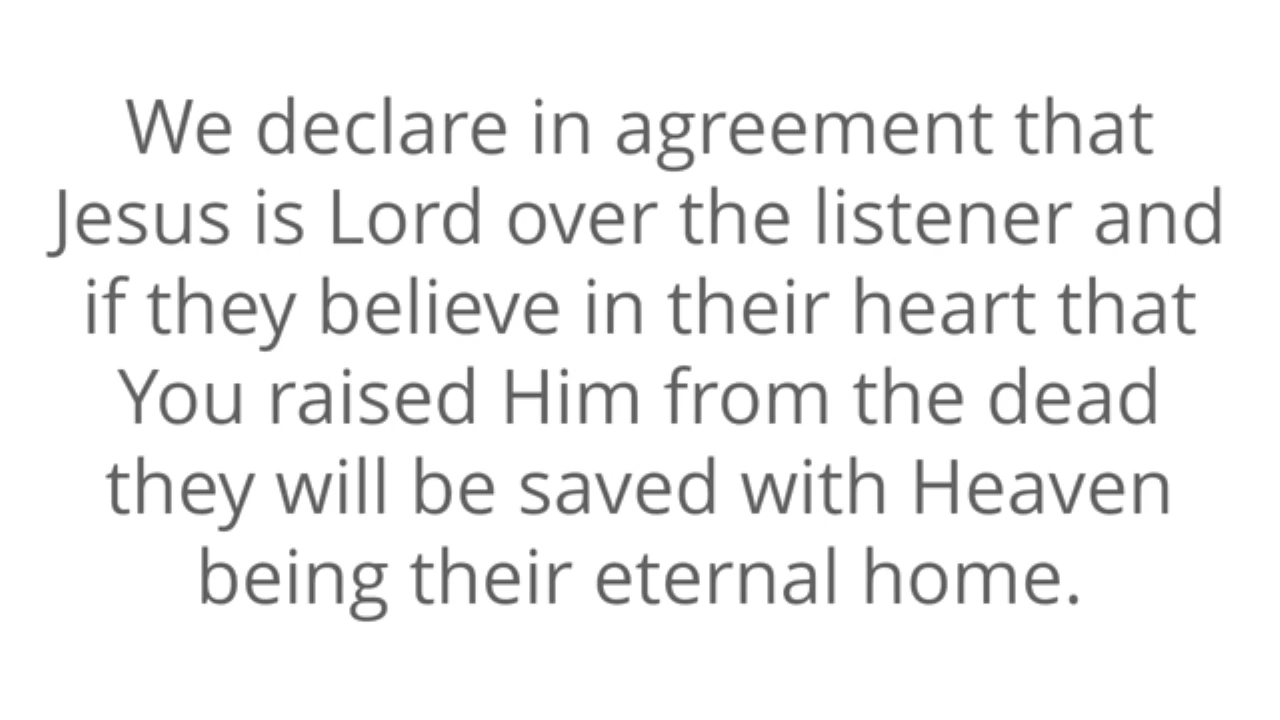 We declare in agreement that
Jesus is Lord over the listener and
if they believe in their heart that
You raised Him from the dead
they will be saved with Heaven
being their eternal home.